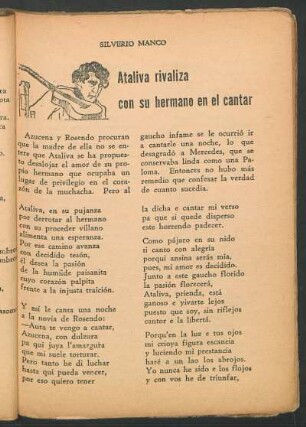 SILVERIO MANCO
Ataliva rivaliza
con su hermano en el cantar
Azucena y Rosendo procuran
que la madre de ella no se en-
tere que Ataliva se ha propues-
to desalojar el amor de su pro-
pio hermano que ocupaba un
lugar de privilegio en el cora-
zón de la muchacha. Pero al
gaucho infame se le ocurrió ir
a cantarle una noche, lo que
desagradó a Mercedes, que se
conservaba linda como una Pa-
loma. Entonces no hubo más
remedio que confesar la verdad
de cuanto sucedía.
Ataliva, en su pujanza
por derrotar al hermano
con su proceder villano
alimenta una esperanza.
Por ese camino avanza
con decidido tesón,
él desea la pasión
de la humilde paisanita
cuyo corazón palpita
frente a la injusta traición.
Y así le canta una noche
a la novia de Rosendo:
—Aura te vengo a cantar,
Azucena, con dulzura
pa quí juya l'amargura
que mi suele torturar.
Pero tanto he di luchar
hasta quí pueda vencer,
por eso quiero tener
la dicha e cantar mi verso
pa que si quede disperso
este horrendo padecer.
Como pájaro en su nido
si canto con alegría
porquí ansina serás mía,
pues, mi amor es decidido.
Junto a este gaucho florido
la pasión florecerá,
Ataliva, prienda, está
ganoso e yivarte lejos
puesto que soy, sin riflejos
cantor e a libertá.
Porqu'en la luz e tus ojos
mi crioya figura escancia
y luciendo mi prestancia
haré a un lao los abrojos.
Yo nunca he sido e los flojos
y con vos he de triunfar,